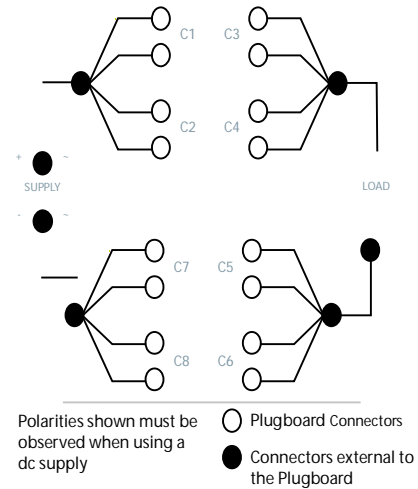 C1 C3
C2 C4
+ ~
SUPPLY LOAD
- ~
C7 C5
C8 C6
Polarities shown must be
observed when using a
dc supply
Plugboard Connectors
Connectors external to
the Plugboard